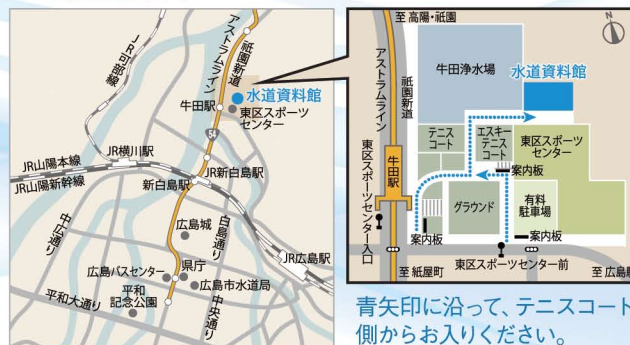 JR可部線
アストラムライン
祇園新道
牛田駅
水道資料館
東区スポーツ
センター
54
JR横川駅
JR山陽本線
JR山陽新幹線
JR新白島駅
新白島駅
中広通り
広島城
白島通り
JR広島駅
広島バスセンター
県庁
広島市水道局
平和
記念公園
平和大通り
中央通り
至 高陽・祇園
N
アストラムライン
祇園新道
牛田浄水場
水道資料館
テニス
コート
エスキー
テニス
コート
東区スポーツ
センター
案内板
牛田駅
東区スポーツセンター入口
グラウンド
有料
駐車場
案内板
案内板
至 紙屋町
東区スポーツセンター前
至 広島
青矢印に沿って、テニスコート
側からお入りください。